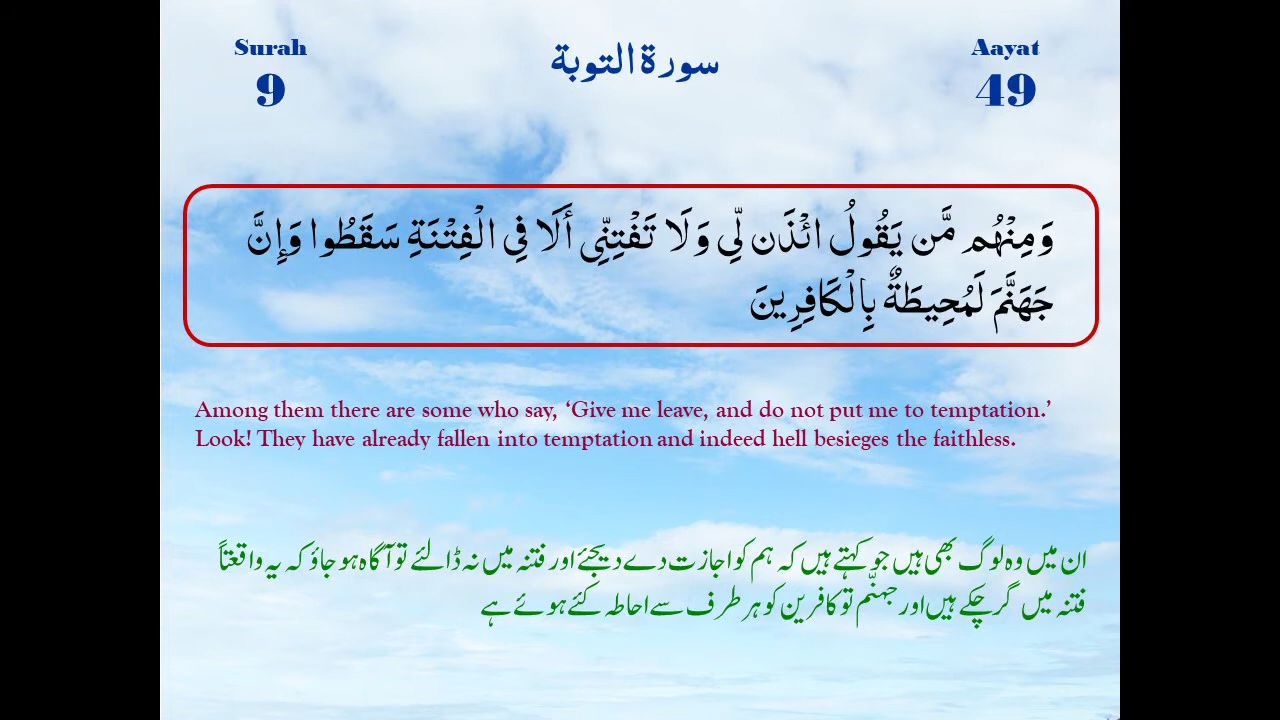 Surah
9
سورة التوبة
Aayat
49
وَمِنْهُم مَّن يَقُولُ ائْذَن لِّي وَلَا تَفْتِنِّي أَلَا فِي الْفِتْنَةِ سَقَطُوا وَإِنَّ
جَهَنَّمَ لَمُحِيطَةٌ بِالْكَافِرِينَ
Among them there are some who say, ‘Give me leave, and do not put me to temptation.’
Look! They have already fallen into temptation and indeed hell besieges the faithless.
ان میں وہ لوگ بھی ہیں جو کہتے ہیں کہ ہم کو اجازت دے دیجئے اور فتنہ میں نہ ڈالئے تو آگاہ ہو جاؤ کہ یہ واقعتاً
فتنہ میں گر چکے ہیں اور جہنّم تو کافرین کو ہر طرف سے احاطہ کئے ہوئے ہے